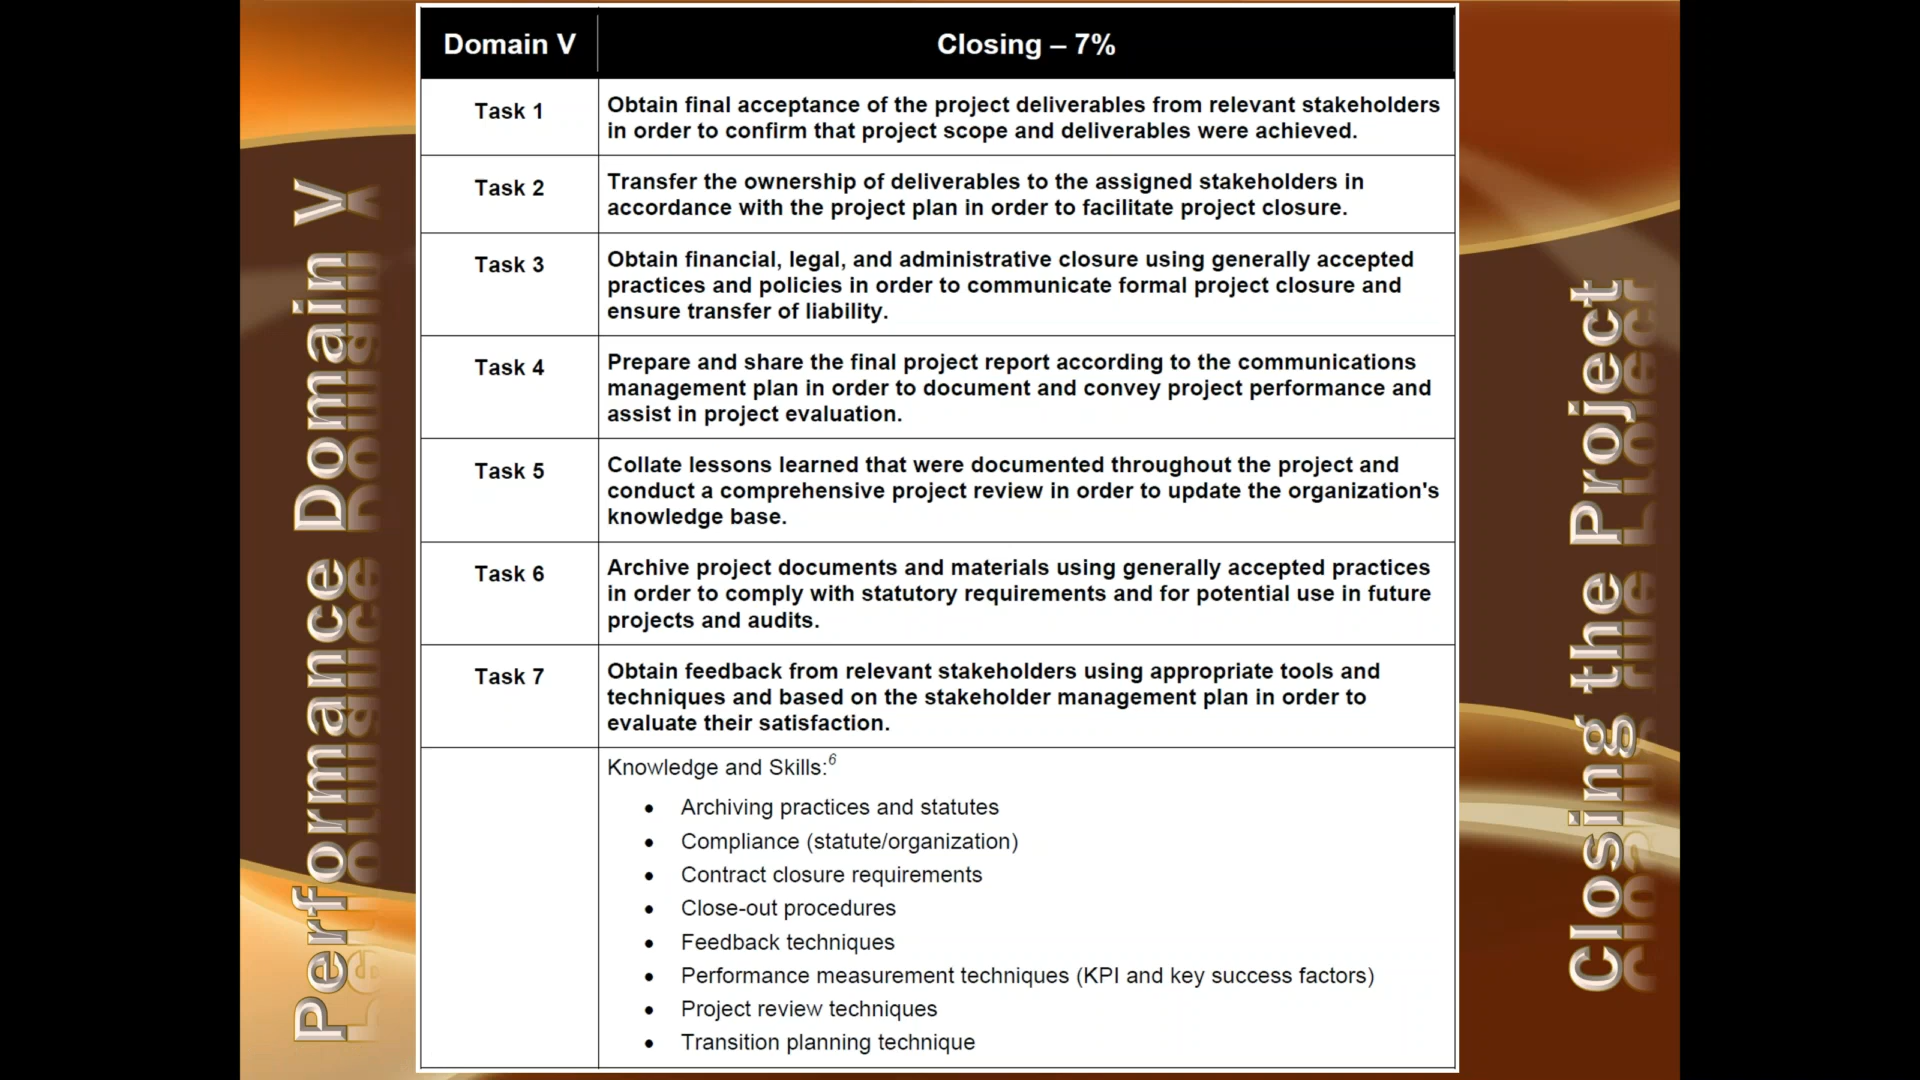 Performance Domain V
Domain V
Closing – 7%
Task 1
Obtain final acceptance of the project deliverables from relevant stakeholders
in order to confirm that project scope and deliverables were achieved.
Task 2
Transfer the ownership of deliverables to the assigned stakeholders in
accordance with the project plan in order to facilitate project closure.
Task 3
Obtain financial, legal, and administrative closure using generally accepted
practices and policies in order to communicate formal project closure and
ensure transfer of liability.
Task 4
Prepare and share the final project report according to the communications
management plan in order to document and convey project performance and
assist in project evaluation.
Task 5
Collate lessons learned that were documented throughout the project and
conduct a comprehensive project review in order to update the organization's
knowledge base.
Task 6
Archive project documents and materials using generally accepted practices
in order to comply with statutory requirements and for potential use in future
projects and audits.
Task 7
Obtain feedback from relevant stakeholders using appropriate tools and
techniques and based on the stakeholder management plan in order to
evaluate their satisfaction.
Knowledge and Skills:6
• Archiving practices and statutes
• Compliance (statute/organization)
• Contract closure requirements
• Close-out procedures
• Feedback techniques
• Performance measurement techniques (KPI and key success factors)
• Project review techniques
• Transition planning technique
Closing the Project